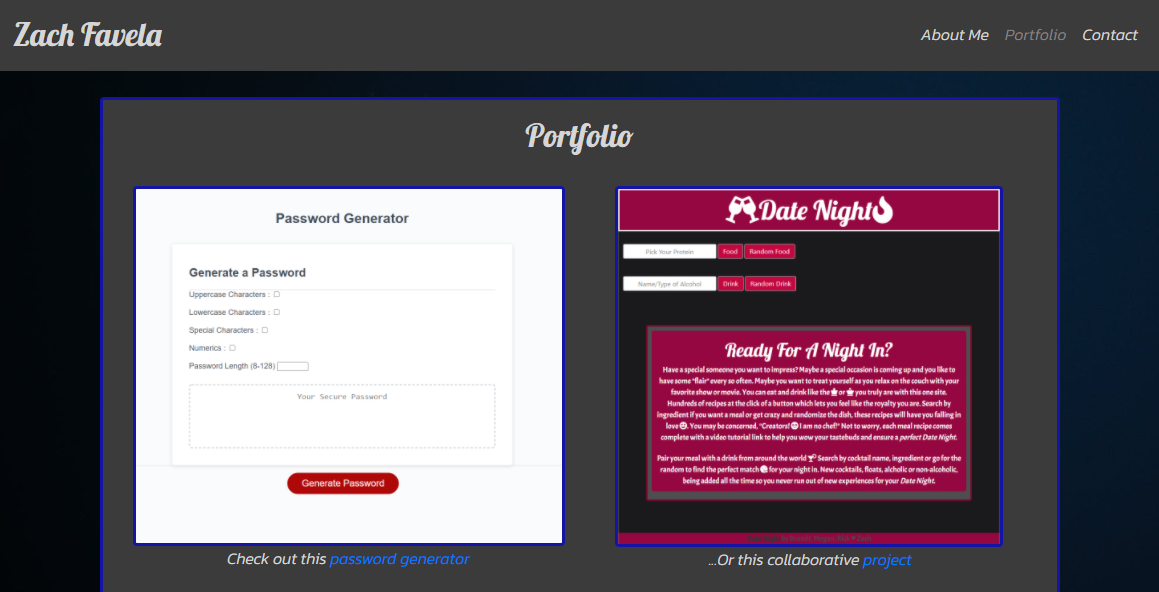 Zach Favela
About Me Portfolio Contact
Portfolio
Password Generator
Generate a Password
Uppercase Characters :
Lowercase Characters :
Special Characters :
Numerics :
Password Length (8-128)
Your Secure Password
Generate Password
Check out this password generator
Date Night
Pick Your Protein Food Random Food
Name/Type of Alcohol Drink Random Drink
Ready For A Night In?
Have a special someone you want to impress? Maybe a special occasion is coming up and you like to
have some "flair" every so often. Maybe you want to treat yourself as you relax on the couch with your
favorite show or movie. You can eat and drink like the or you truly are with this one site.
Hundreds of recipes at the click of a button which lets you feel like the royalty you are. Search by
ingredient if you want a meal or get crazy and randomize the dish, these recipes will have you falling in
love. You may be concerned, "Creators! I am no chef!" Not to worry, each meal recipe comes
complete with a video tutorial link to help you wow your tastebuds and ensure a perfect Date Night.
Pair your meal with a drink from around the world Search by cocktail name, ingredient or go for the
random to find the perfect match for your night in. New cocktails, floats, alcholic or non-alcoholic,
being added all the time so you never run out of new experiences for your Date Night.
...Or this collaborative project